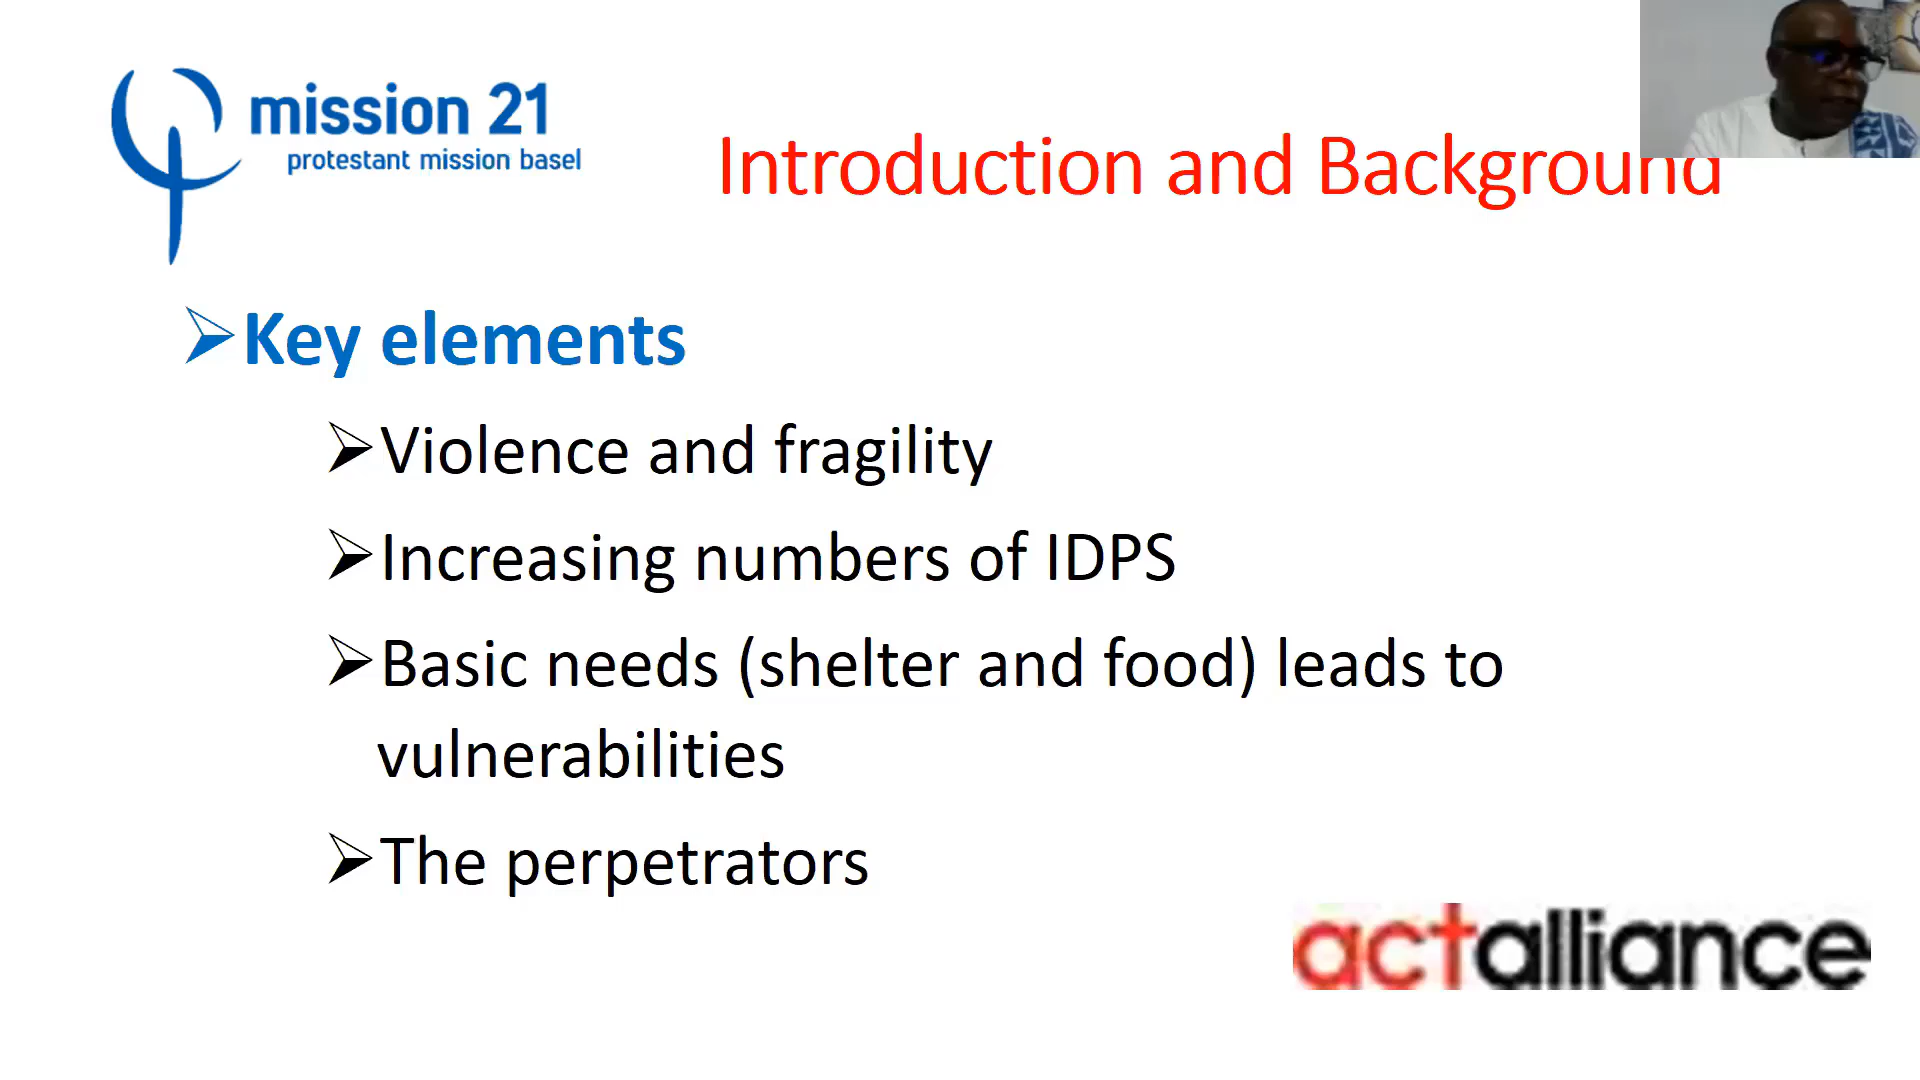 mission 21
protestant mission basel
Introduction and Background
Key elements
Violence and fragility
Increasing numbers of IDPS
Basic needs (shelter and food) leads to
vulnerabilities
The perpetrators
actalliance